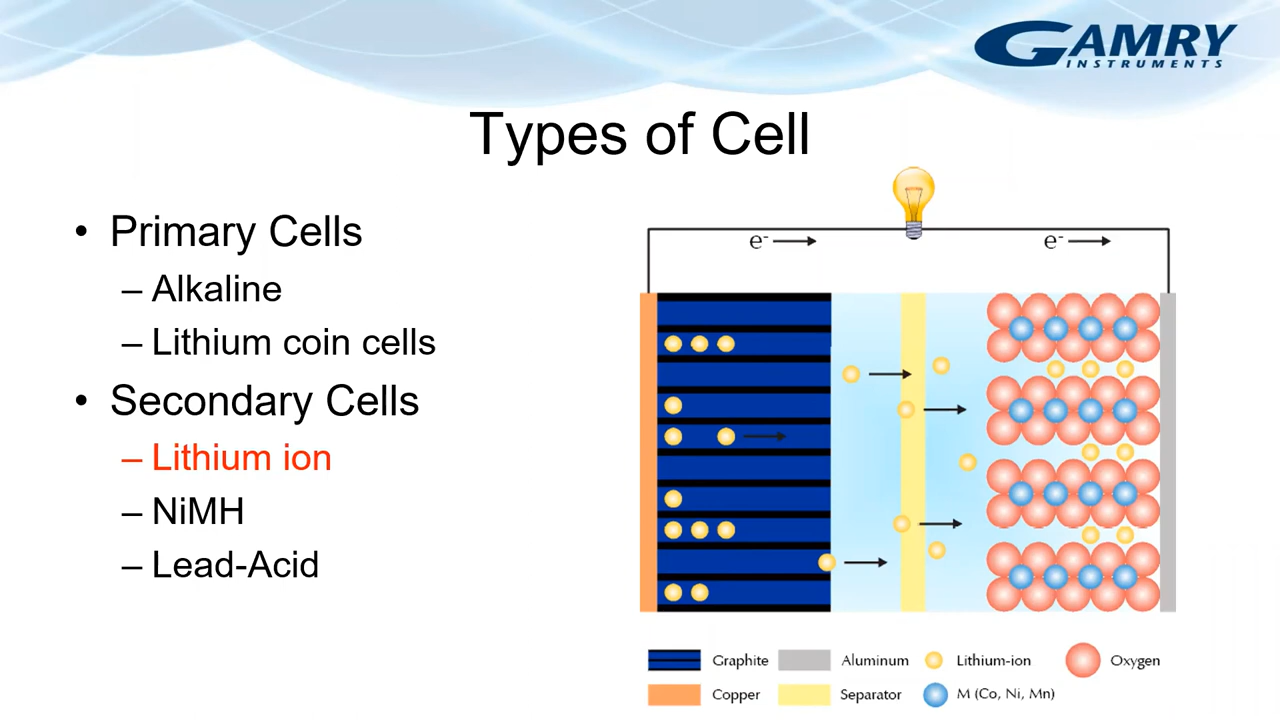 GAMRY
INSTRUMENTS
Types of Cell
• Primary Cells
– Alkaline
– Lithium coin cells
• Secondary Cells
– Lithium ion
– NiMH
– Lead-Acid
e- e-
Graphite Aluminum Lithium-ion Oxygen
Copper Separator M (Co, Ni, Mn)